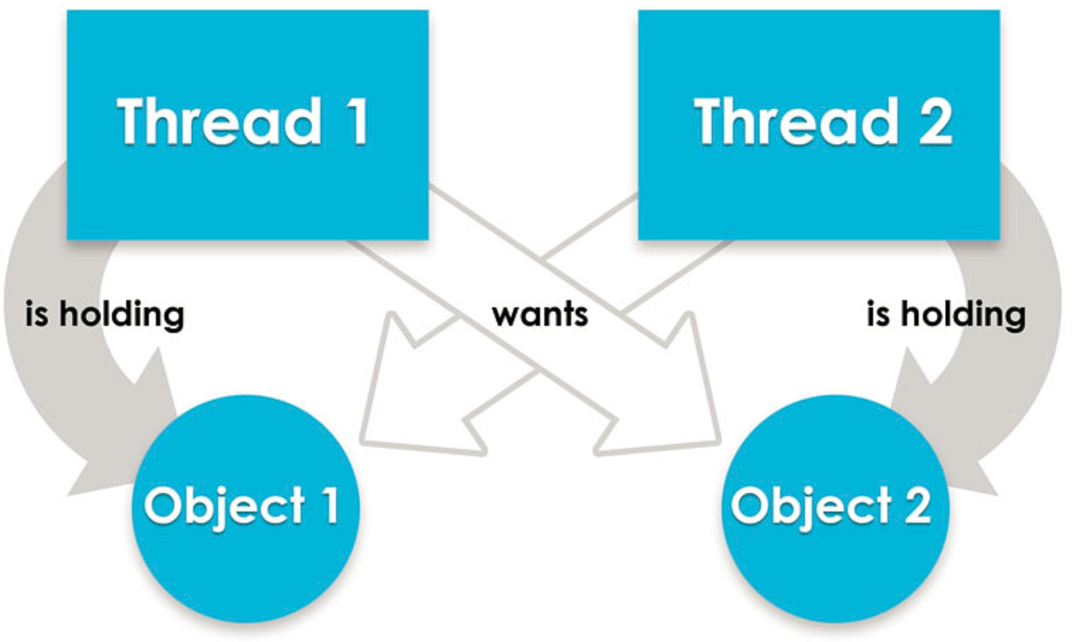 Thread 1
Thread 2
is holding
wants
is holding
Object 1
Object 2